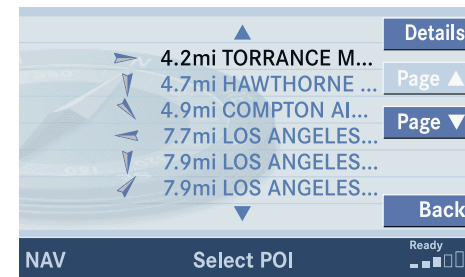 Details
4.2mi TORRANCE M...
4.7mi HAWTHORNE ...
Page ▲
4.9mi COMPTON AI...
Page ▼
7.7mi LOS ANGELES...
7.9mi LOS ANGELES...
7.9mi LOS ANGELES...
Back
NAV Select POI Ready